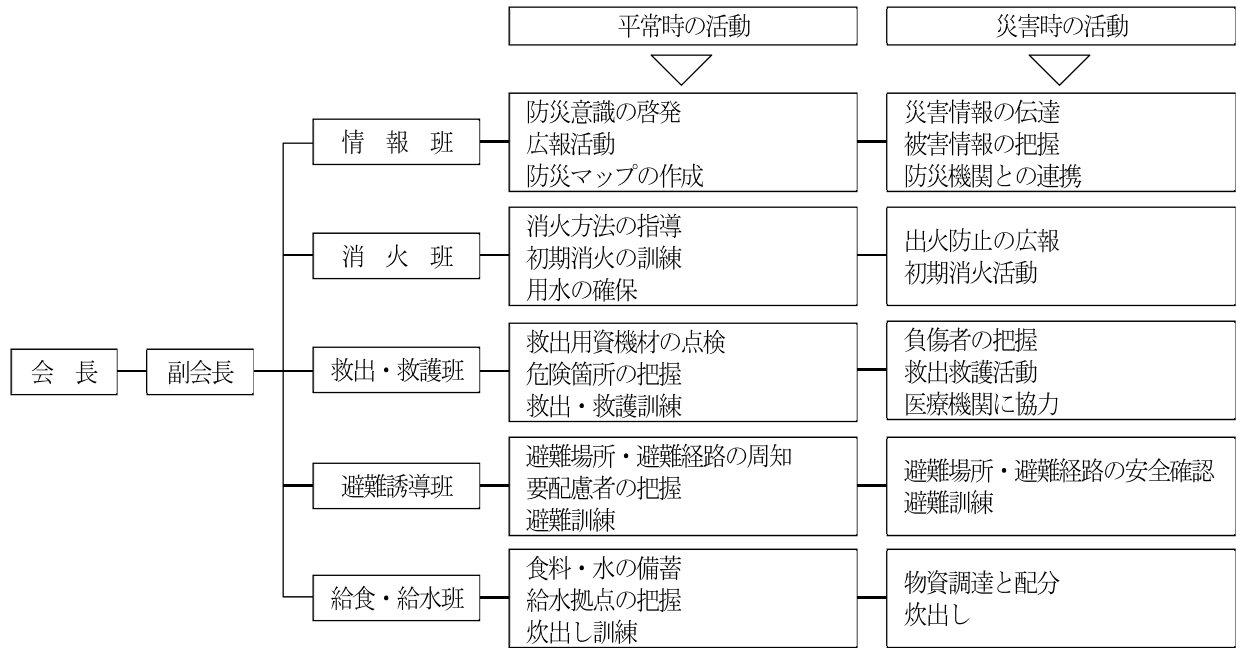 平常時の活動
災害時の活動
情報班
防災意識の啓発
広報活動
防災マップの作成
災害情報の伝達
被害情報の把握
防災機関との連携
消火班
消火方法の指導
初期消火の訓練
用水の確保
出火防止の広報
初期消火活動
会長
副会長
救出・救護班
救出用資機材の点検
危険箇所の把握
救出・救護訓練
負傷者の把握
救出救護活動
医療機関に協力
避難誘導班
避難場所・避難経路の周知
要配慮者の把握
避難訓練
避難場所・避難経路の安全確認
避難訓練
給食・給水班
食料・水の備蓄
給水拠点の把握
炊出し訓練
物資調達と配分
炊出し